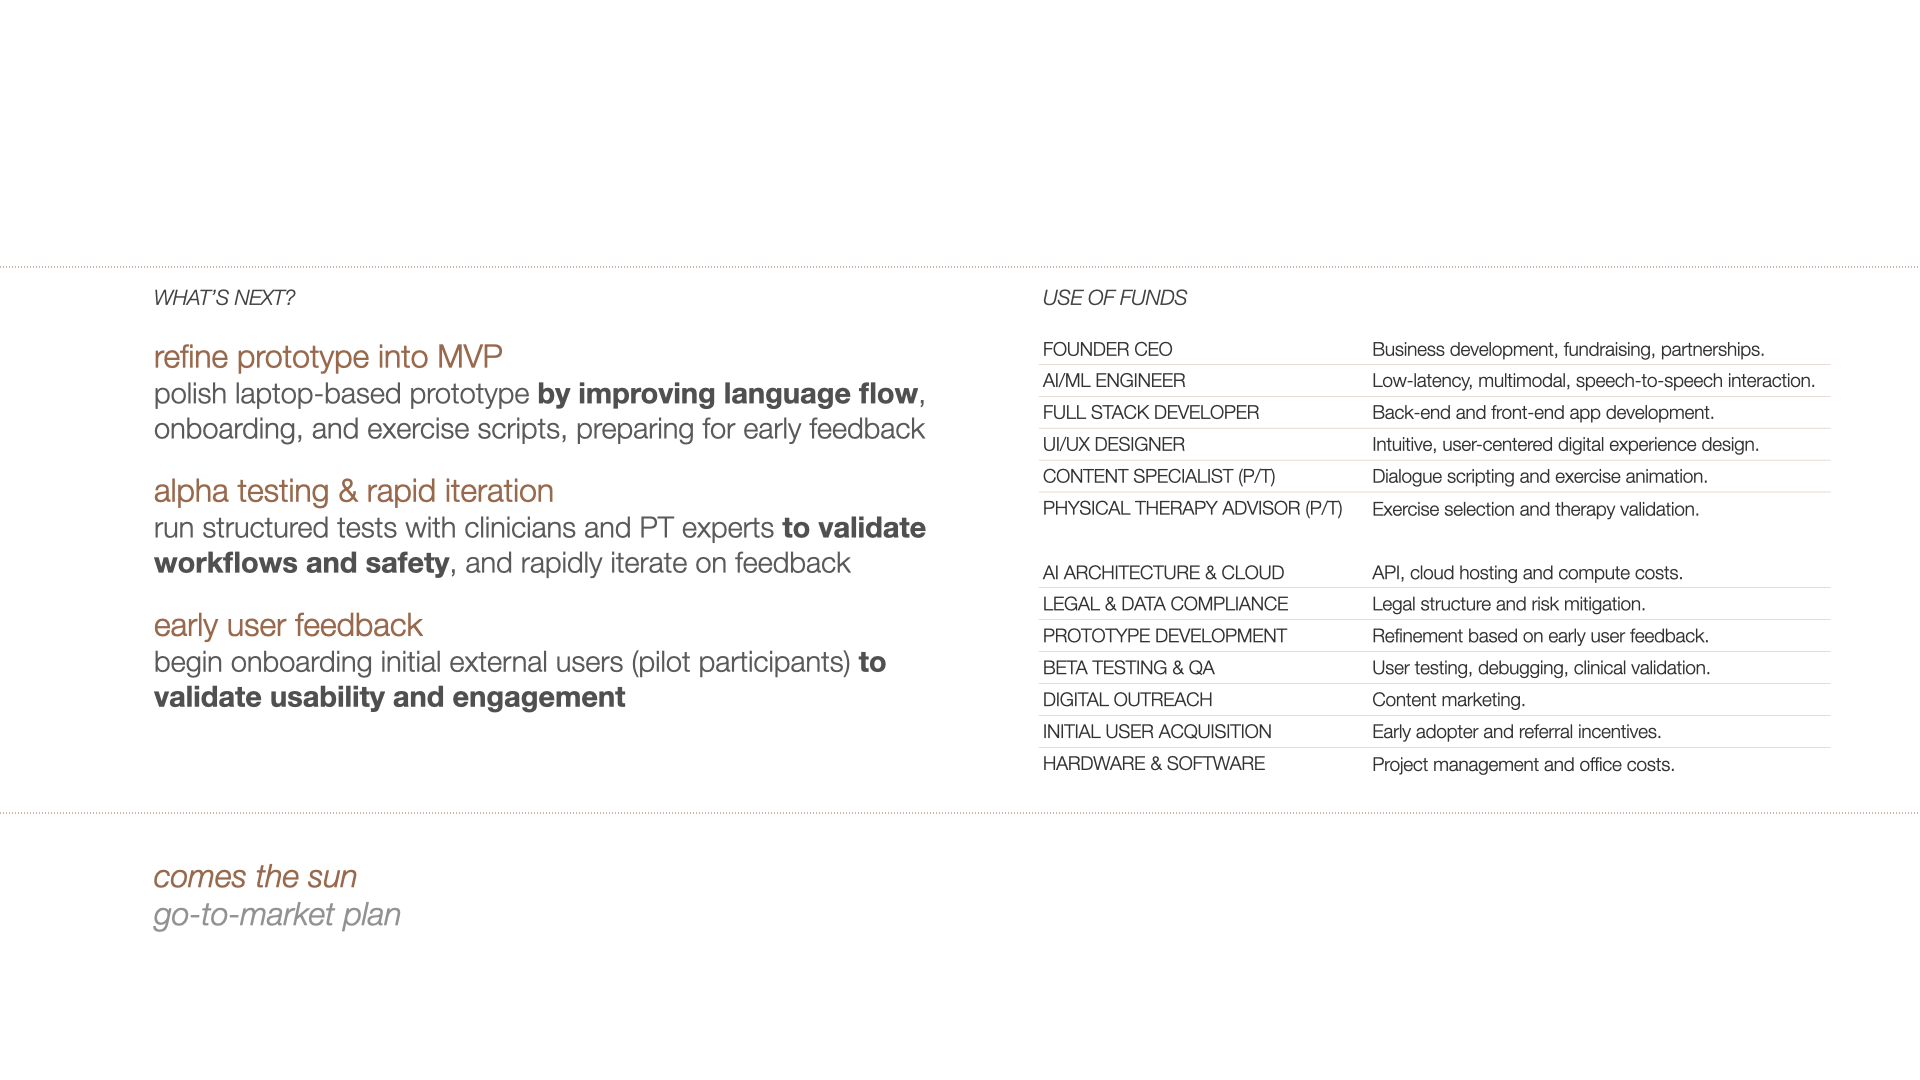 WHAT'S NEXT?
refine prototype into MVP
polish laptop-based prototype by improving language flow,
onboarding, and exercise scripts, preparing for early feedback
alpha testing & rapid iteration
run structured tests with clinicians and PT experts to validate
workflows and safety, and rapidly iterate on feedback
early user feedback
begin onboarding initial external users (pilot participants) to
validate usability and engagement
USE OF FUNDS
FOUNDER CEO Business development, fundraising, partnerships.
AI/ML ENGINEER Low-latency, multimodal, speech-to-speech interaction.
FULL STACK DEVELOPER Back-end and front-end app development.
UI/UX DESIGNER Intuitive, user-centered digital experience design.
CONTENT SPECIALIST (P/T) Dialogue scripting and exercise animation.
PHYSICAL THERAPY ADVISOR (P/T) Exercise selection and therapy validation.
AI ARCHITECTURE & CLOUD API, cloud hosting and compute costs.
LEGAL & DATA COMPLIANCE Legal structure and risk mitigation.
PROTOTYPE DEVELOPMENT Refinement based on early user feedback.
BETA TESTING & QA User testing, debugging, clinical validation.
DIGITAL OUTREACH Content marketing.
INITIAL USER ACQUISITION Early adopter and referral incentives.
HARDWARE & SOFTWARE Project management and office costs.
comes the sun
go-to-market plan